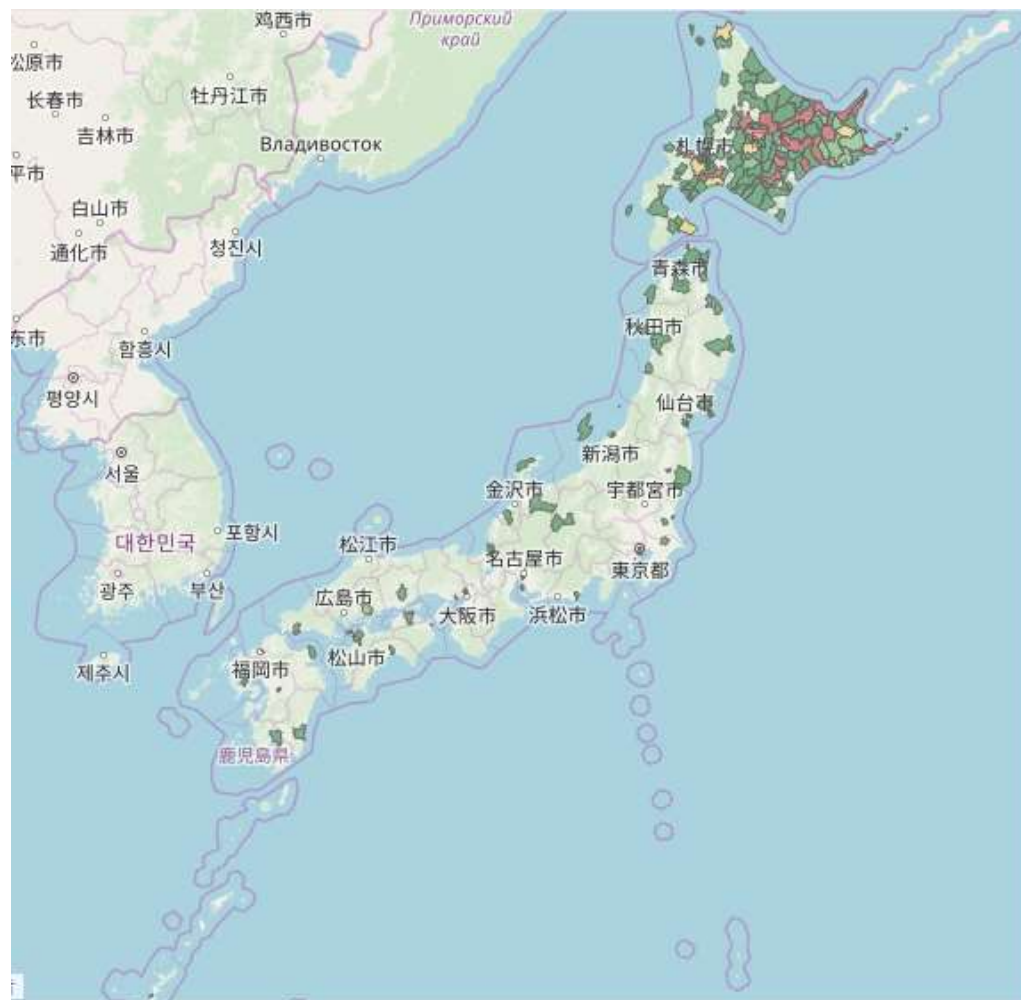 鸡西市
Приморский
край
松原市
牡丹江市
长春市
吉林市
Владивосток
札幌市
平市
白山市
通化市
청진시
青森市
东市
함흥시
秋田市
평양시
仙台市
新潟市
서울
金沢市
宇都宮市
포항시
대한민국
松江市
名古屋市
東京都
광주
부산
広島市
大阪市
浜松市
제주시
福岡市
松山市
鹿児島県